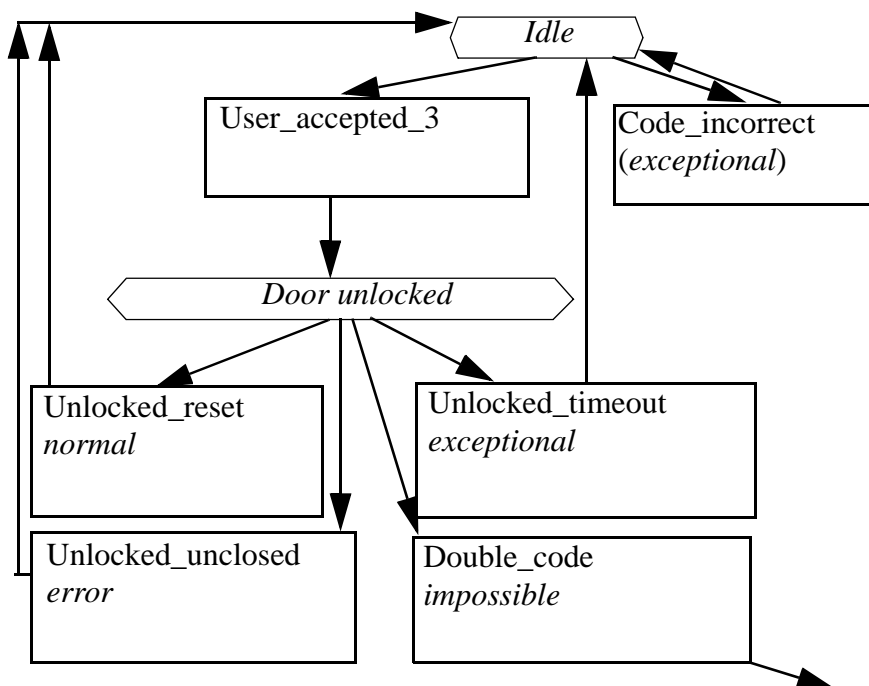 Idle
User_accepted_3
Code_incorrect
(exceptional)
Door unlocked
Unlocked_reset
normal
Unlocked_timeout
exceptional
Unlocked_unclosed
error
Double_code
impossible